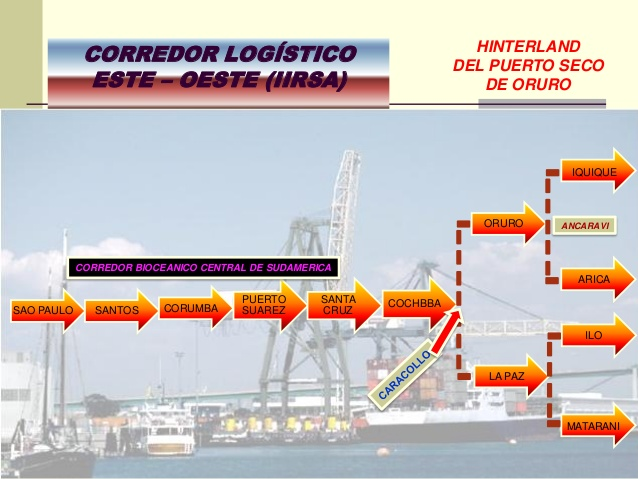 CORREDOR LOGÍSTICO
ESTE – OESTE (IIRSA)
HINTERLAND
DEL PUERTO SECO
DE ORURO
IQUIQUE
ORURO
ANCARAVI
CORREDOR BIOCEANICO CENTRAL DE SUDAMERICA
ARICA
SAO PAULO
SANTOS
CORUMBA
PUERTO
SUAREZ
SANTA
CRUZ
COCHBBA
CARACOLLO
ILO
LA PAZ
MATARANI